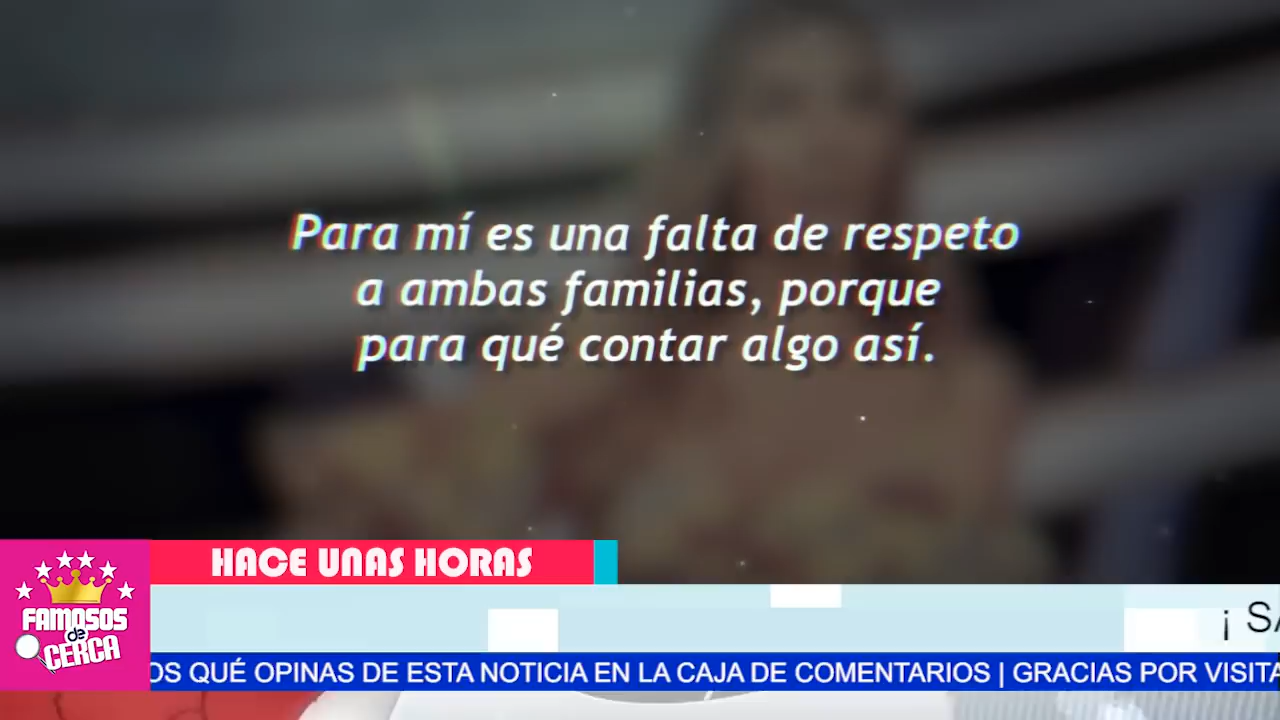 Para mí es una falta de respeto
a ambas familias, porque
para qué contar algo así.
HACE UNAS HORAS
FAMOSOS
de
CERCA
¡ SA
OS QUÉ OPINAS DE ESTA NOTICIA EN LA CAJA DE COMENTARIOS | GRACIAS POR VISITA